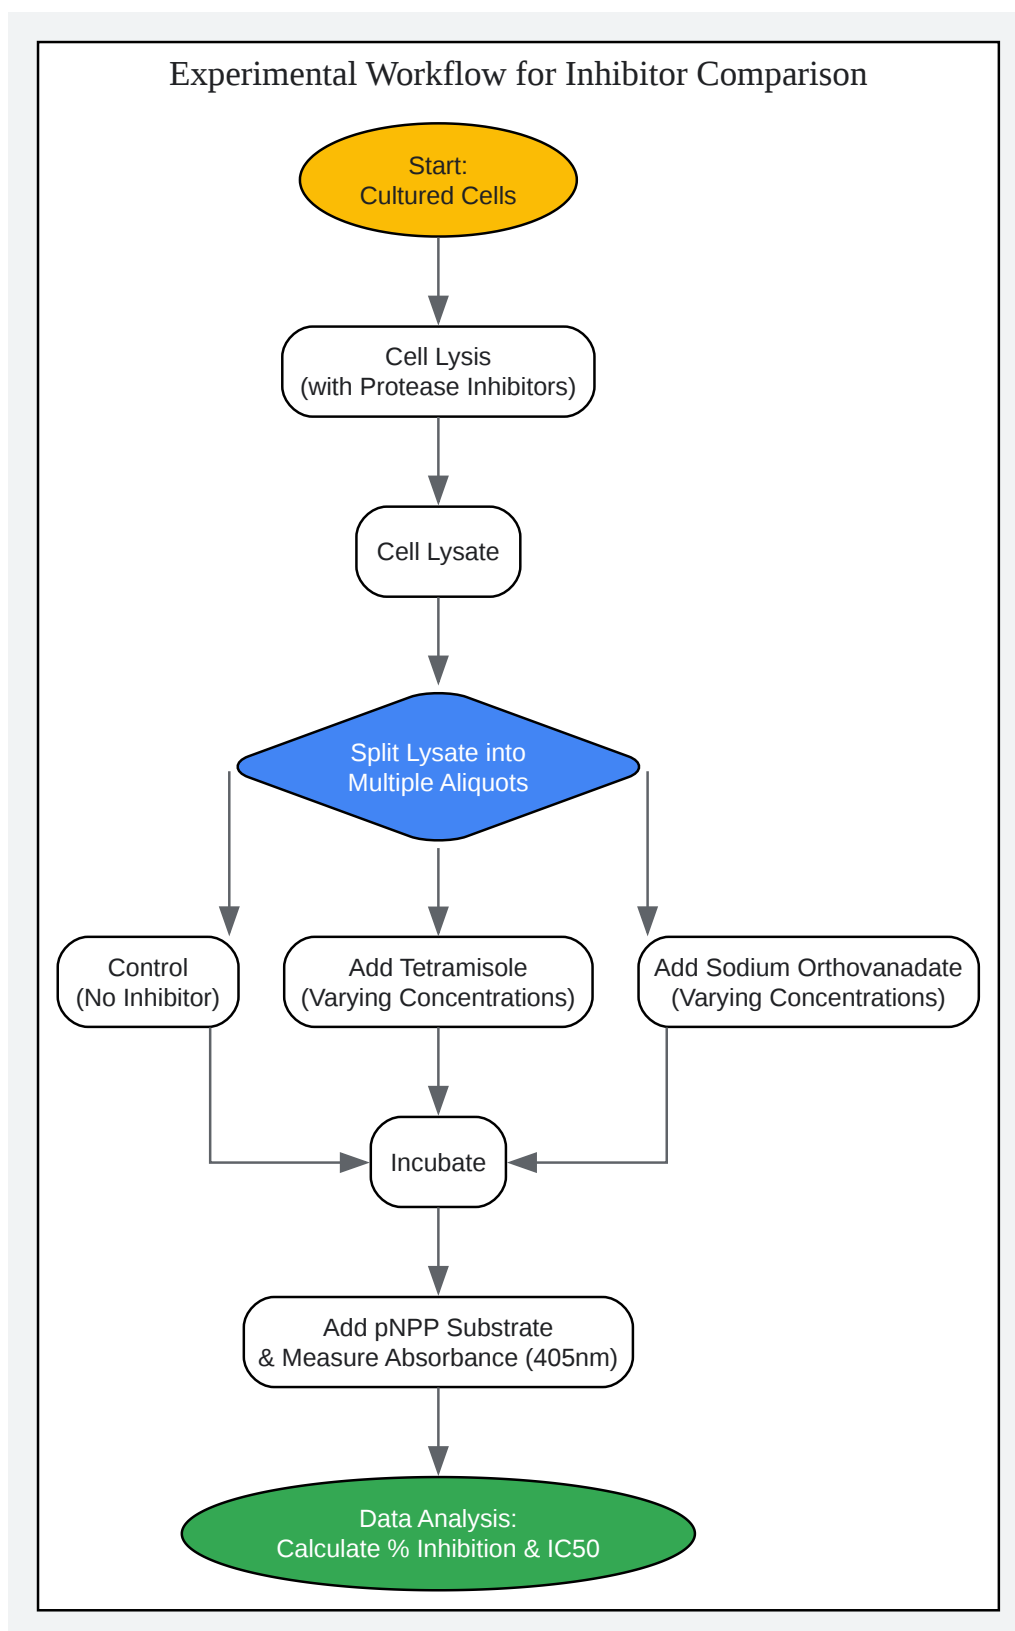 Experimental Workflow for Inhibitor Comparison
Start:
Cultured Cells
Cell Lysis
(with Protease Inhibitors)
Cell Lysate
Split Lysate into
Multiple Aliquots
Control
(No Inhibitor)
Add Tetramisole
(Varying Concentrations)
Add Sodium Orthovanadate
(Varying Concentrations)
Incubate
Add pNPP Substrate
& Measure Absorbance (405nm)
Data Analysis:
Calculate % Inhibition & IC50